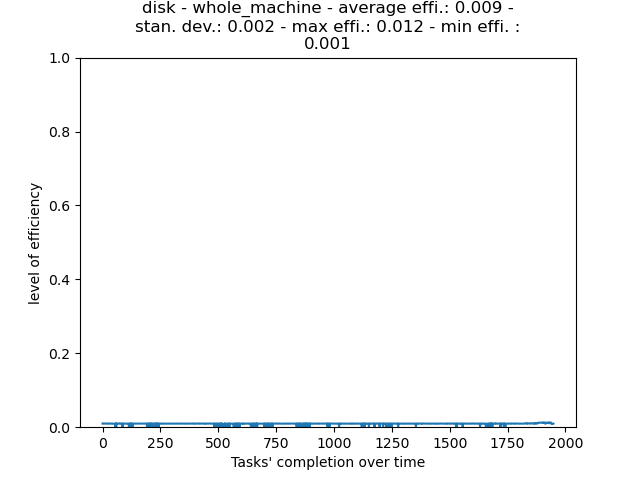 disk - whole_machine - average effi.: 0.009 -
stan. dev.: 0.002 - max effi.: 0.012 - min effi. :
0.001
1.0
0.8
0.6
0.4
0.2
0.0
level of efficiency
0 250 500 750 1000 1250 1500 1750 2000
Tasks' completion over time